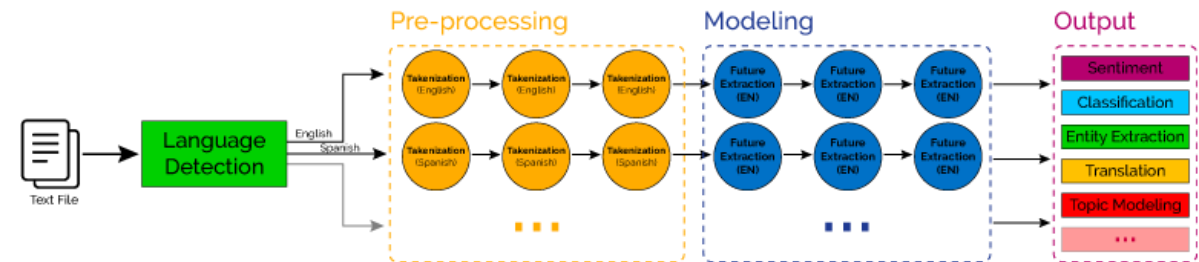 Pre-processing
Modeling
Output
Text File
Language
Detection
English
Spanish
Takenization
(English)
Takenization
(English)
Takenization
(English)
Takenization
(Spanish)
Takenization
(Spanish)
Takenization
(Spanish)
Future
Extraction
(EN)
Future
Extraction
(EN)
Future
Extraction
(EN)
Future
Extraction
(EN)
Future
Extraction
(EN)
Future
Extraction
(EN)
Sentiment
Classification
Entity Extraction
Translation
Topic Modeling
...